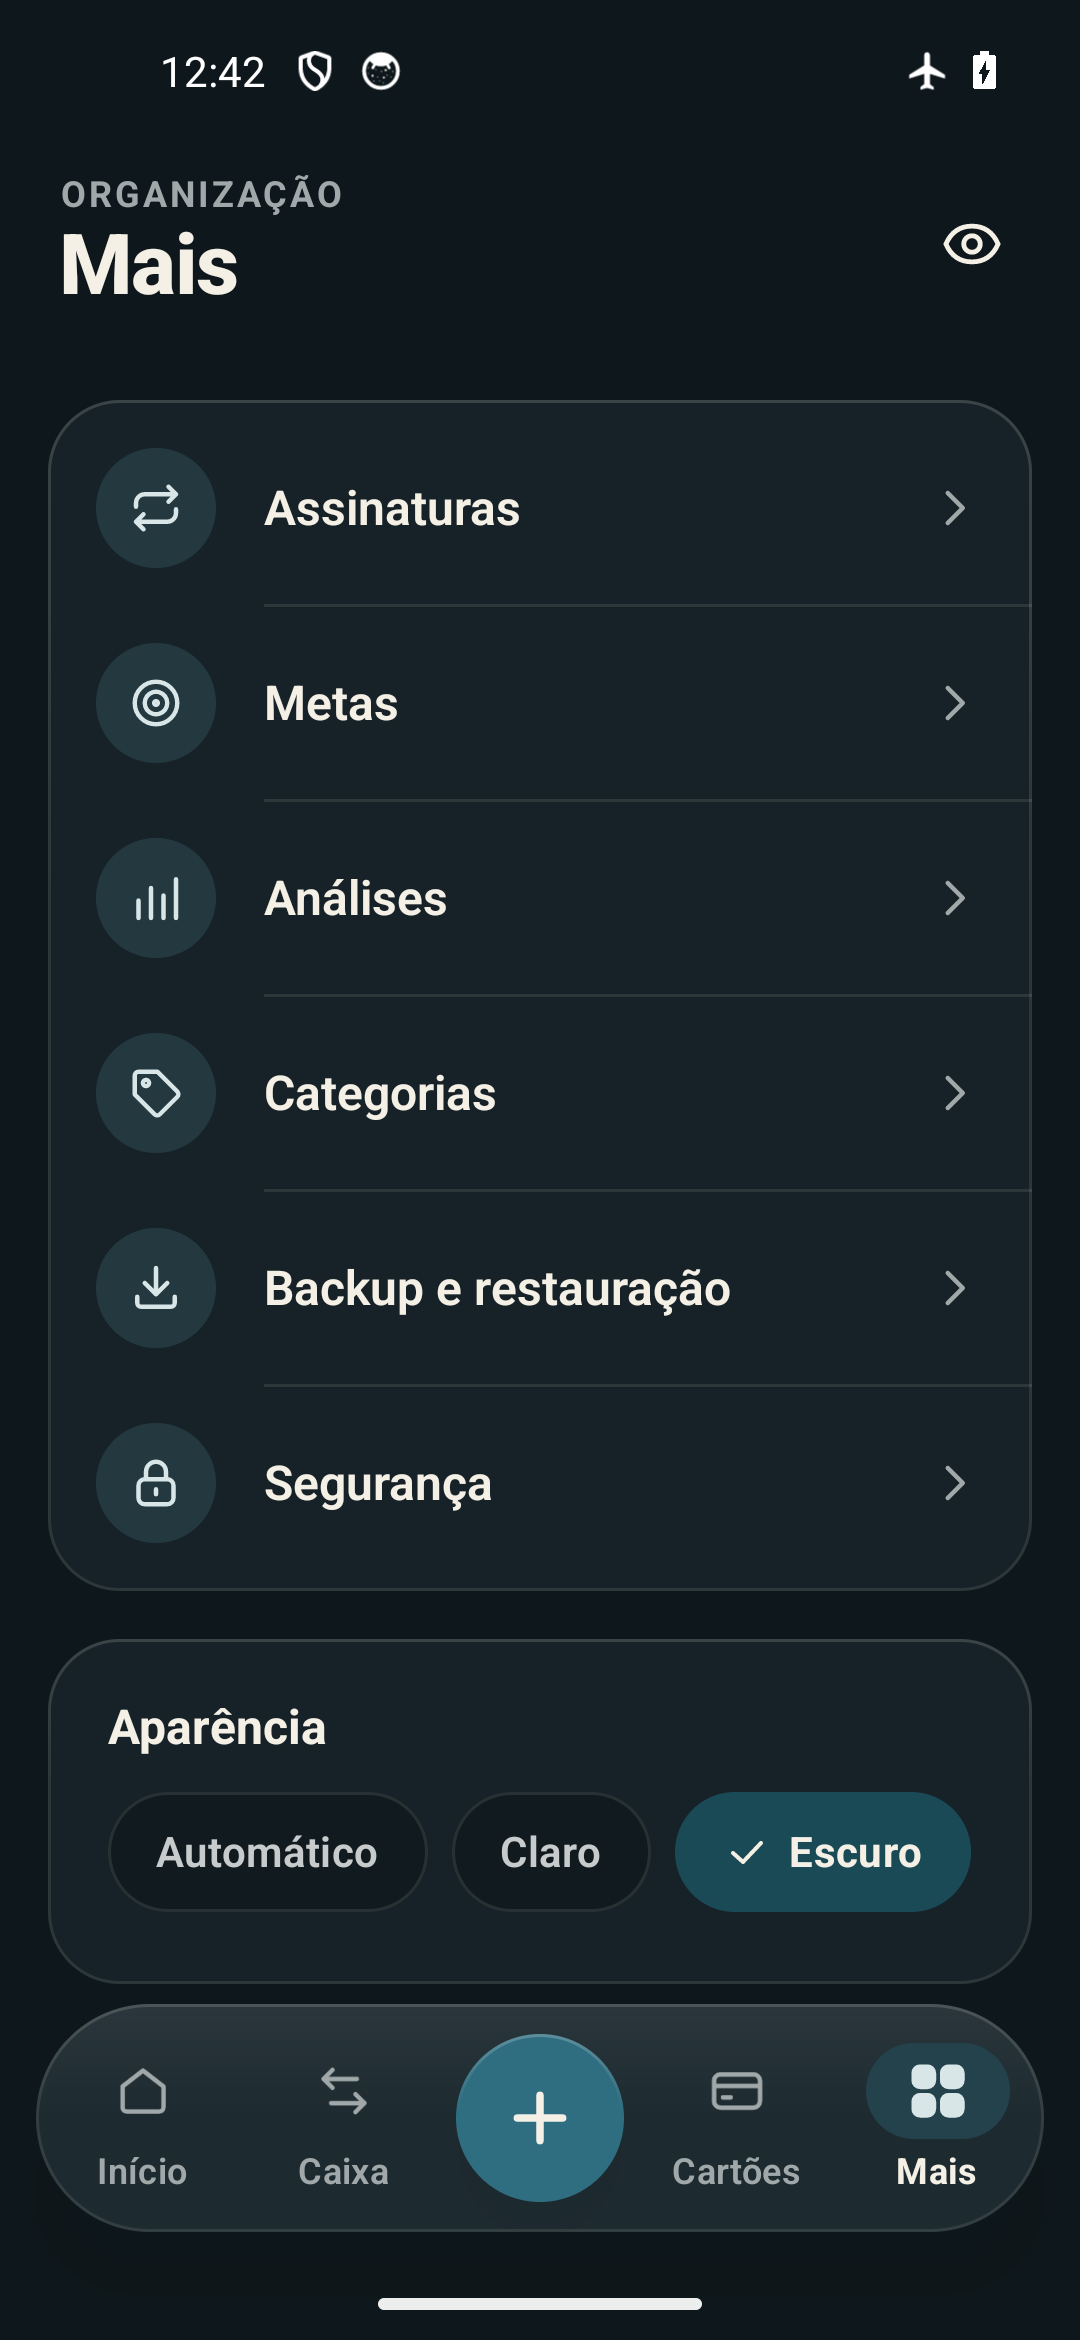 12:42
ORGANIZAÇÃO
Mais
Assinaturas
Metas
Análises
Categorias
Backup e restauração
Segurança
Aparência
Automático
Claro
Escuro
Início
Caixa
Cartões
Mais